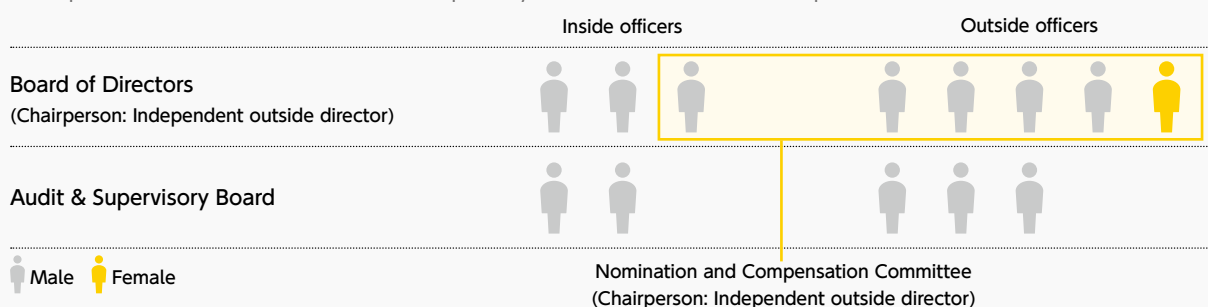 Inside officers
Outside officers
Board of Directors
(Chairperson: Independent outside director)
Audit & Supervisory Board
Male
Female
Nomination and Compensation Committee
(Chairperson: Independent outside director)